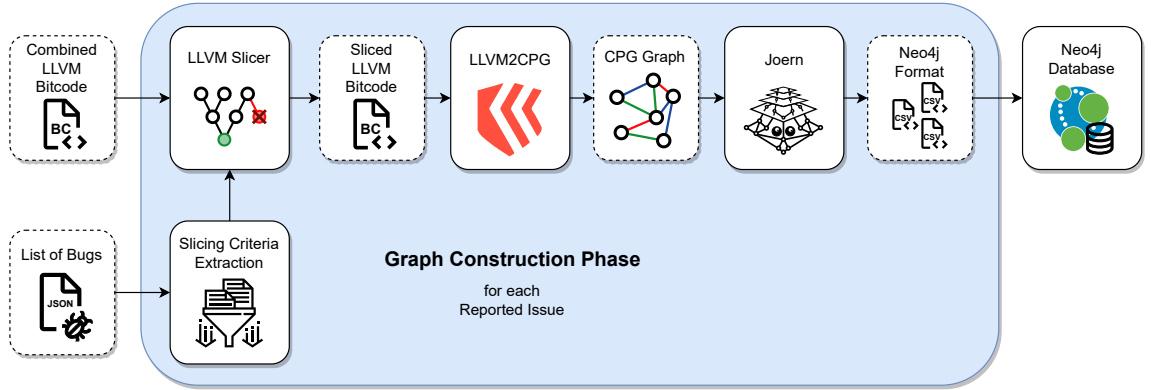 Combined
LLVM
Bitcode
BC
LLVM Slicer
Sliced
LLVM
Bitcode
BC
LLVM2CPG
CPG Graph
Joern
Neo4j
Format
CSV
CSV
CSV
Neo4j
Database
List of Bugs
JSON
Slicing Criteria
Extraction
Graph Construction Phase
for each
Reported Issue